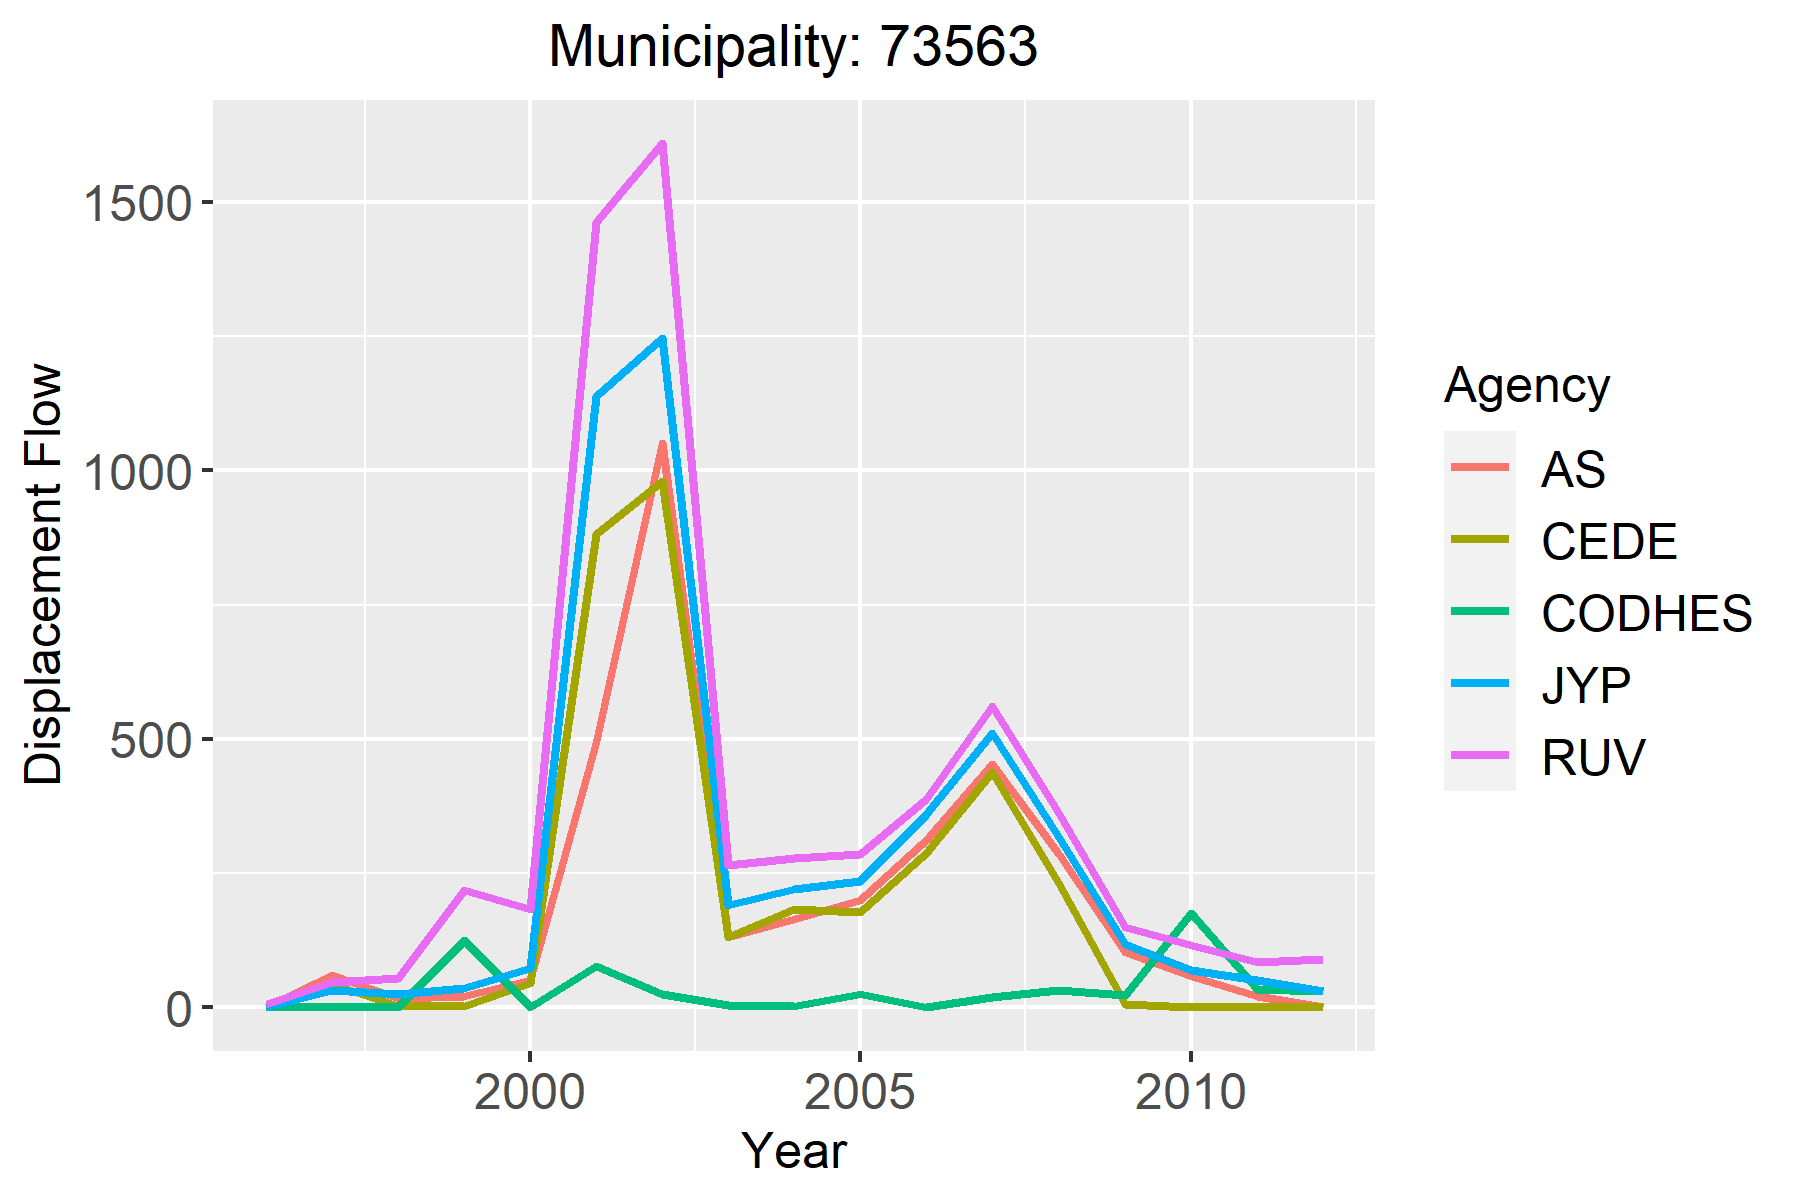 Municipality: 73563
1500
1000
500
0
Displacement Flow
2000 2005 2010
Year
Agency
AS
CEDE
CODHES
JYP
RUV